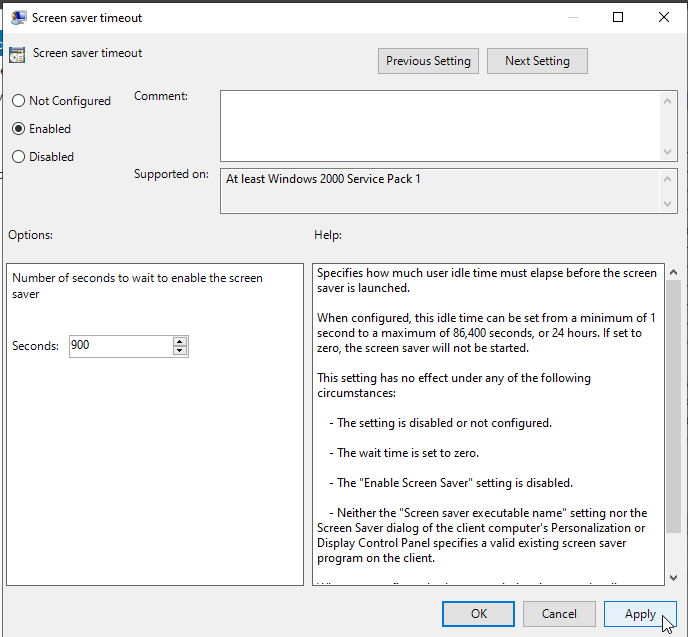 Screen saver timeout
Screen saver timeout
Previous Setting
Next Setting
Not Configured
Enabled
Disabled
Comment:
Supported on:
At least Windows 2000 Service Pack 1
Options:
Help:
Number of seconds to wait to enable the screen
saver
Seconds:
900
Specifies how much user idle time must elapse before the screen
saver is launched.
When configured, this idle time can be set from a minimum of 1
second to a maximum of 86,400 seconds, or 24 hours. If set to
zero, the screen saver will not be started.
This setting has no effect under any of the following
circumstances:
- The setting is disabled or not configured.
- The wait time is set to zero.
- The "Enable Screen Saver" setting is disabled.
- Neither the "Screen saver executable name" setting nor the
Screen Saver dialog of the client computer's Personalization or
Display Control Panel specifies a valid existing screen saver
program on the client.
OK
Cancel
Apply